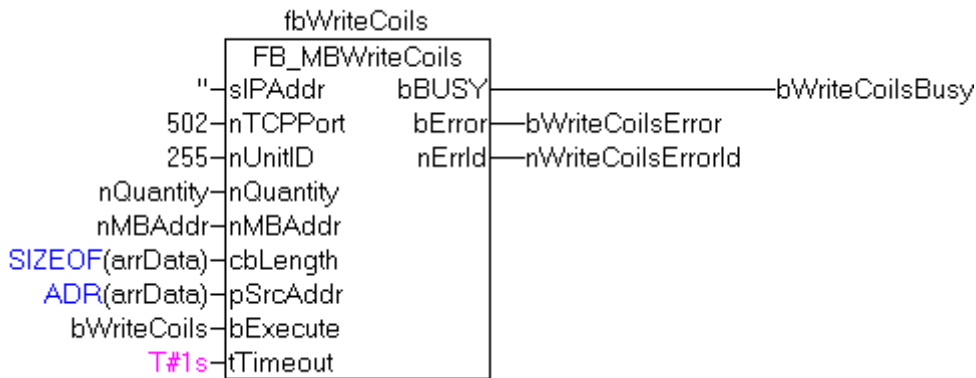 fbWriteCoils
FB_MBWriteCoils
'' sIPAddr bBUSY bWriteCoilsBusy
502 nTCPPort bError bWriteCoilsError
255 nUnitID nErrId nWriteCoilsErrorId
nQuantity nQuantity
nMBAddr nMBAddr
SIZEOF(arrData) cbLength
ADR(arrData) pSrcAddr
bWriteCoils bExecute
T#1s tTimeout